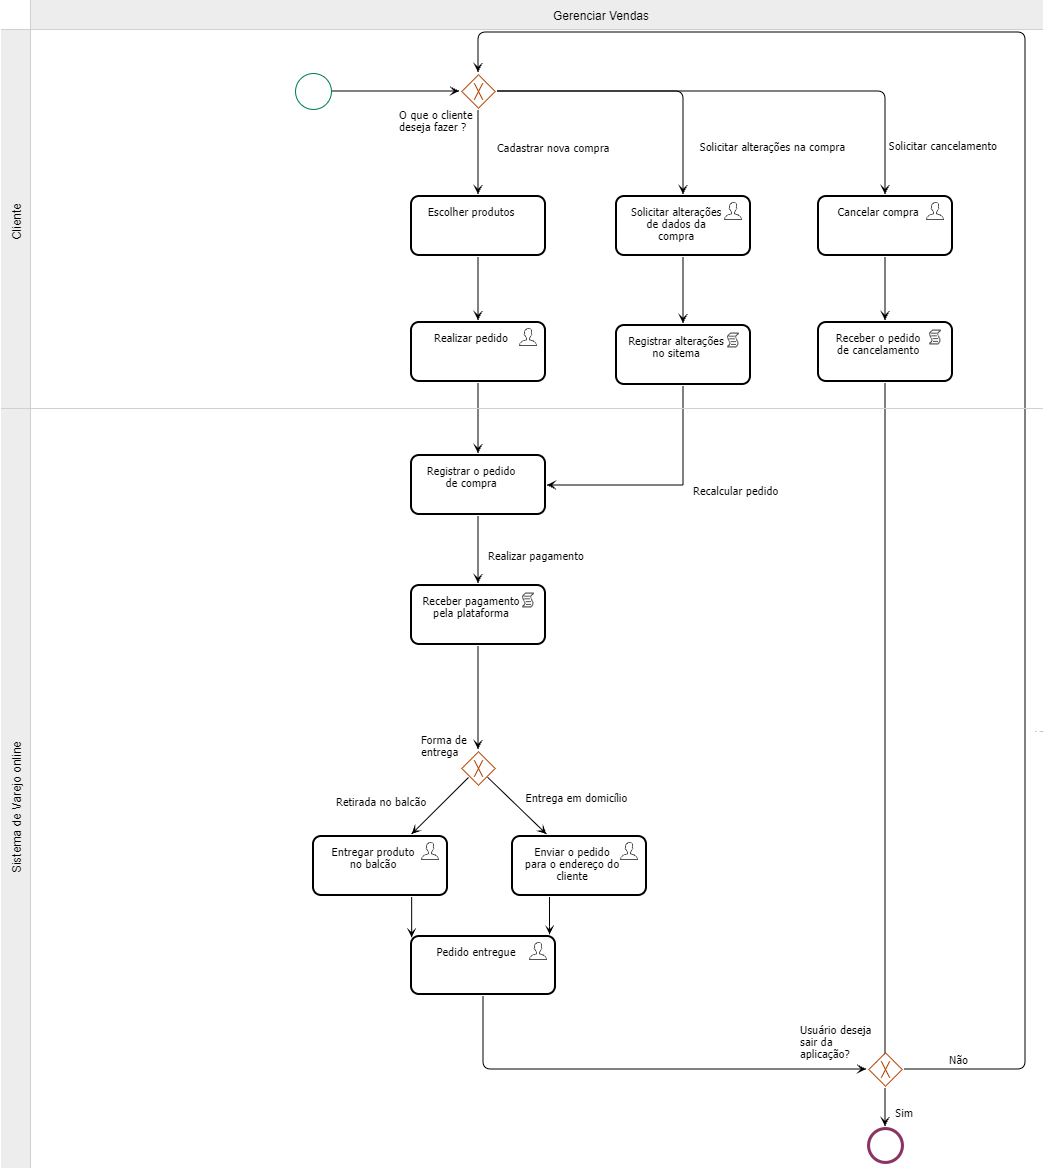 Gerenciar Vendas
Cliente
O que o cliente
deseja fazer ?
Cadastrar nova compra
Solicitar alterações na compra
Solicitar cancelamento
Escolher produtos
Solicitar alterações
de dados da
compra
Cancelar compra
Realizar pedido
Registrar alterações
no sitema
Receber o pedido
de cancelamento
Sistema de Varejo online
Registrar o pedido
de compra
Recalcular pedido
Realizar pagamento
Receber pagamento
pela plataforma
Forma de
entrega
Retirada no balcão
Entrega em domicílio
Entregar produto
no balcão
Enviar o pedido
para o endereço do
cliente
Pedido entregue
Usuário deseja
sair da
aplicação?
Não
Sim